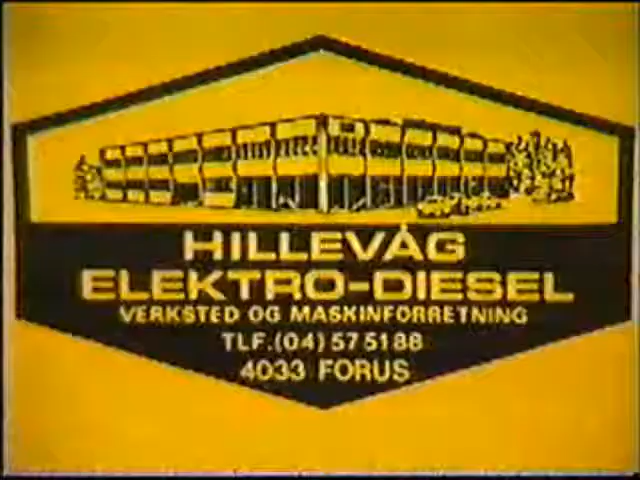 HILLEVÅG
ELEKTRO-DIESEL
VERKSTED OG MASKINFORRETNING
TLF.(04) 57 51 88
4033 FORUS